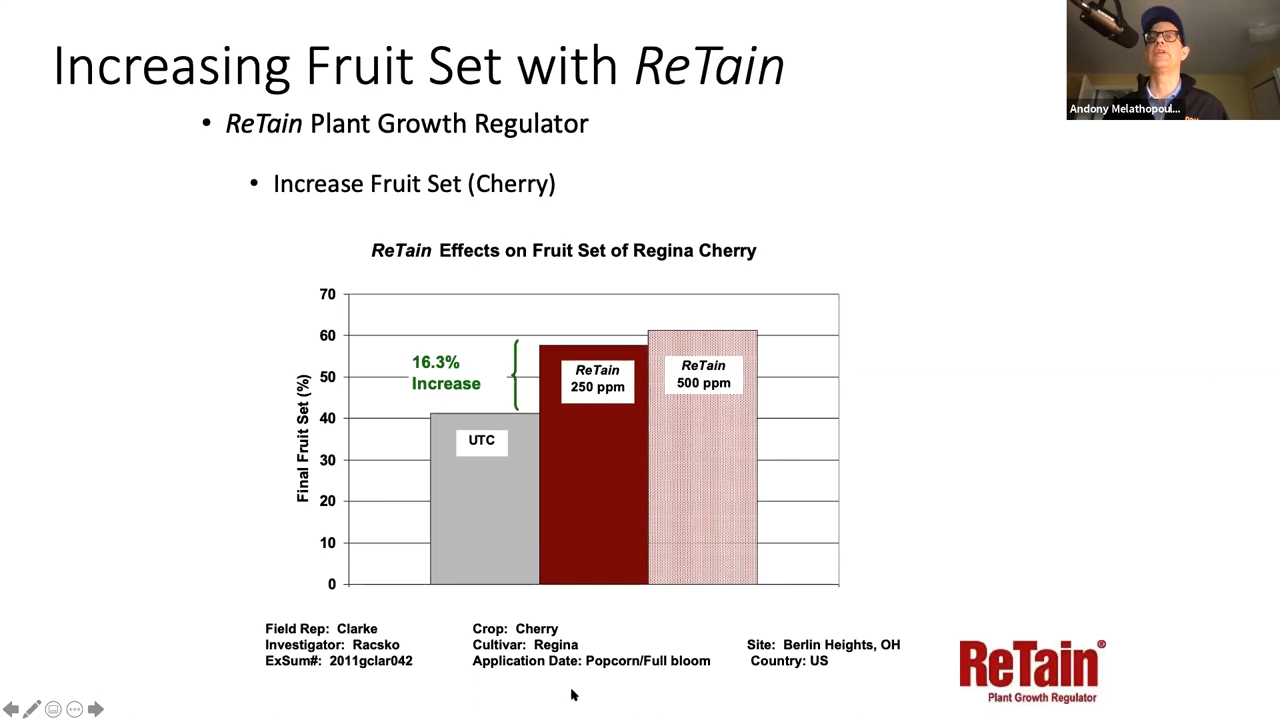 Increasing Fruit Set with ReTain
Andony Melathopoul...
• ReTain Plant Growth Regulator
• Increase Fruit Set (Cherry)
ReTain Effects on Fruit Set of Regina Cherry
70
60
50
40
30
20
10
0
Final Fruit Set (%)
16.3%
Increase
UTC
ReTain
250 ppm
ReTain
500 ppm
Field Rep: Clarke
Investigator: Racsko
ExSum#: 2011gclar042
Crop: Cherry
Cultivar: Regina
Application Date: Popcorn/Full bloom
Site: Berlin Heights, OH
Country: US
ReTain®
Plant Growth Regulator